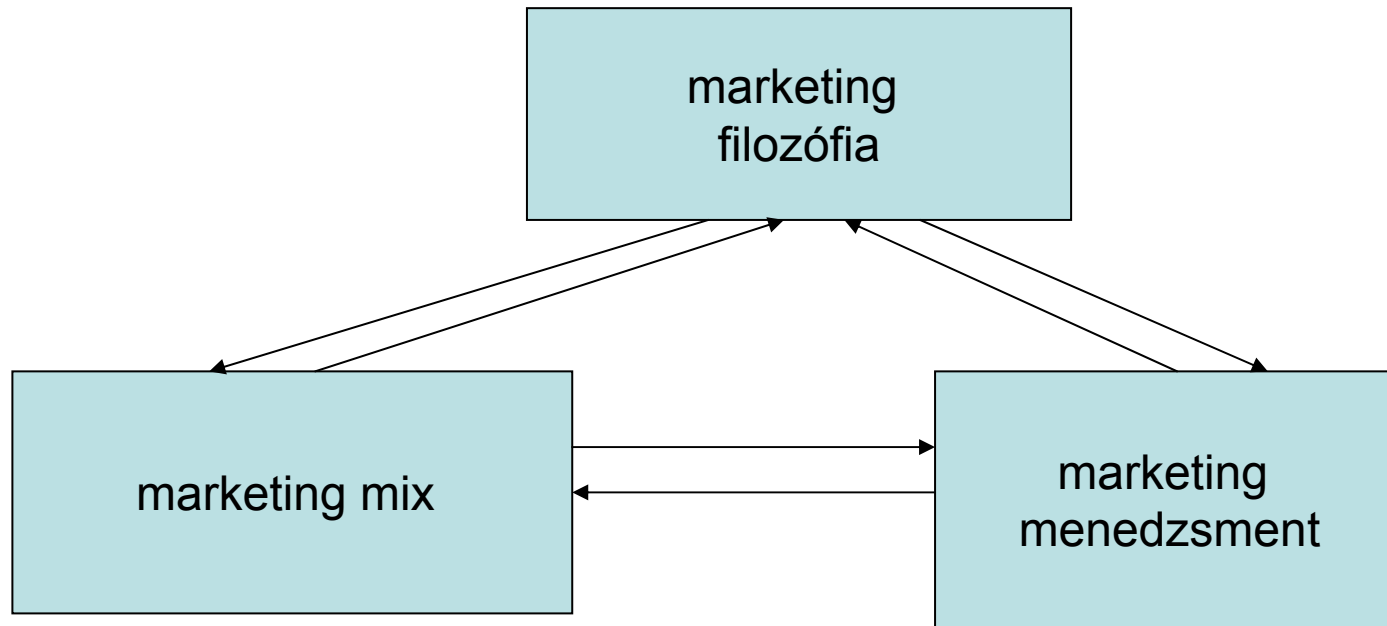 marketing
filozófia
marketing mix
marketing
menedzsment